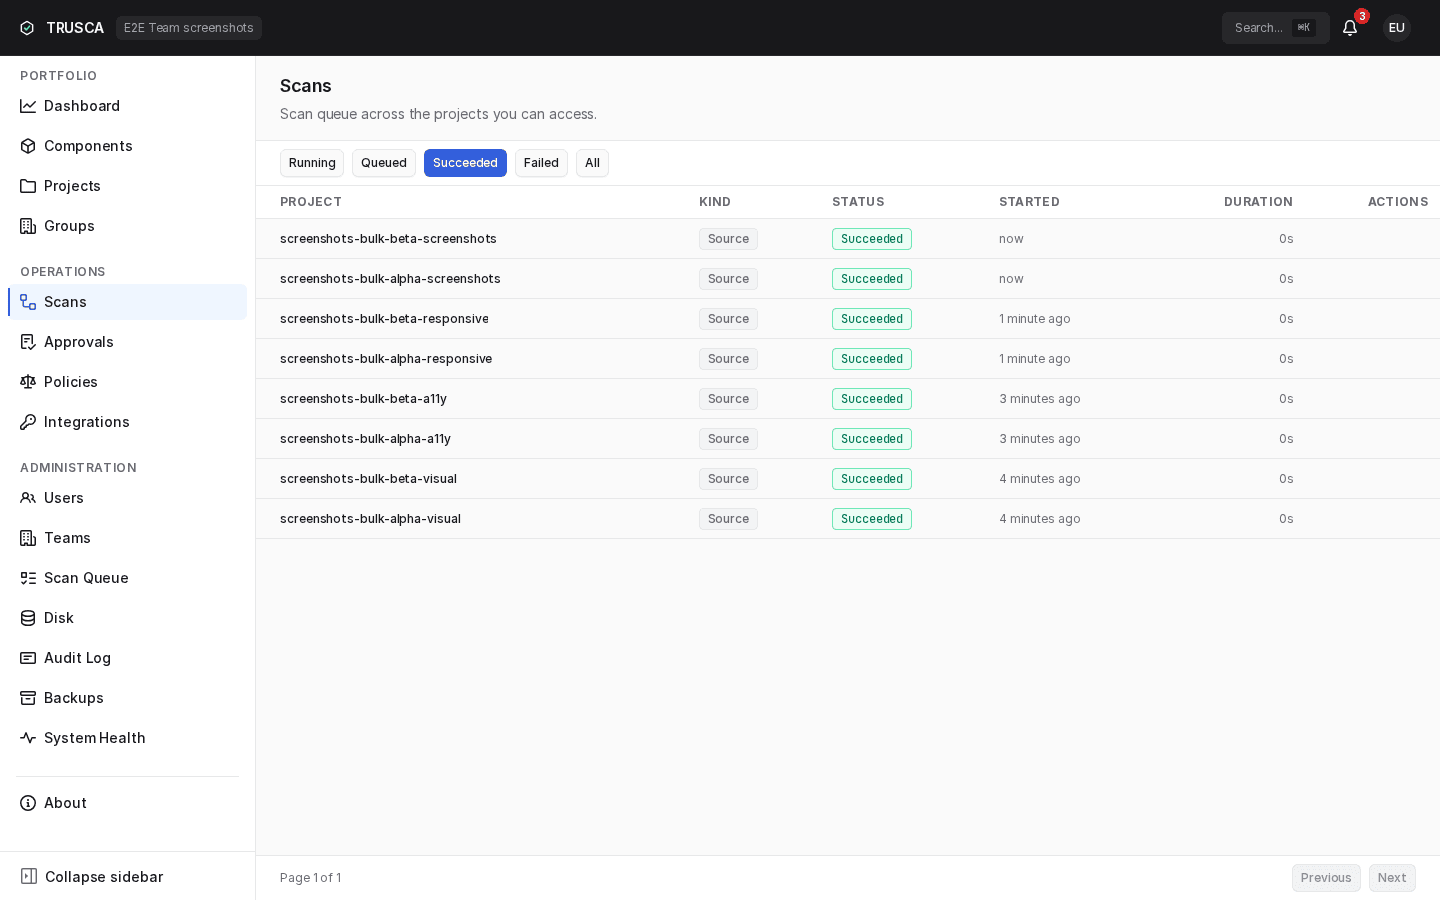 TRUSCA E2E Team screenshots Search... ⌘K 3 EU
PORTFOLIO
Dashboard
Components
Projects
Groups
OPERATIONS
Scans
Approvals
Policies
Integrations
ADMINISTRATION
Users
Teams
Scan Queue
Disk
Audit Log
Backups
System Health
About
Collapse sidebar
Scans
Scan queue across the projects you can access.
Running Queued Succeeded Failed All
PROJECT KIND STATUS STARTED DURATION ACTIONS
screenshots-bulk-beta-screenshots Source Succeeded now 0s
screenshots-bulk-alpha-screenshots Source Succeeded now 0s
screenshots-bulk-beta-responsive Source Succeeded 1 minute ago 0s
screenshots-bulk-alpha-responsive Source Succeeded 1 minute ago 0s
screenshots-bulk-beta-a11y Source Succeeded 3 minutes ago 0s
screenshots-bulk-alpha-a11y Source Succeeded 3 minutes ago 0s
screenshots-bulk-beta-visual Source Succeeded 4 minutes ago 0s
screenshots-bulk-alpha-visual Source Succeeded 4 minutes ago 0s
Page 1 of 1 Previous Next